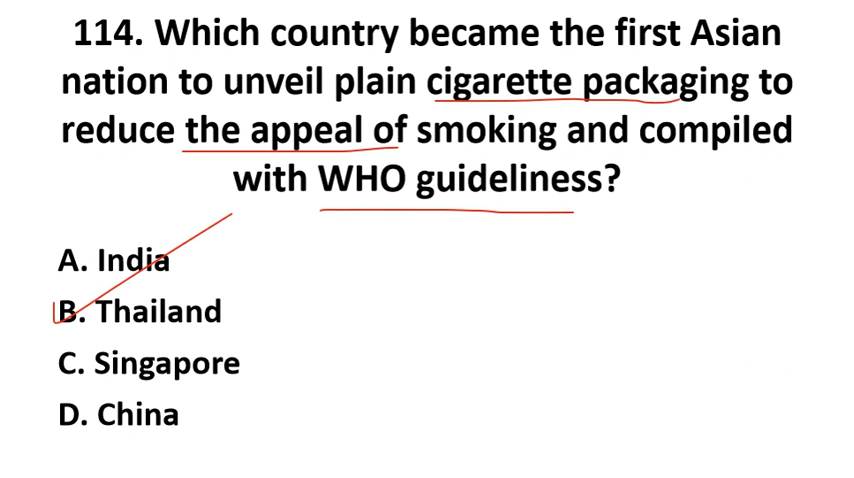 114. Which country became the first Asian
nation to unveil plain cigarette packaging to
reduce the appeal of smoking and compiled
with WHO guideliness?
A. India
B. Thailand
C. Singapore
D. China